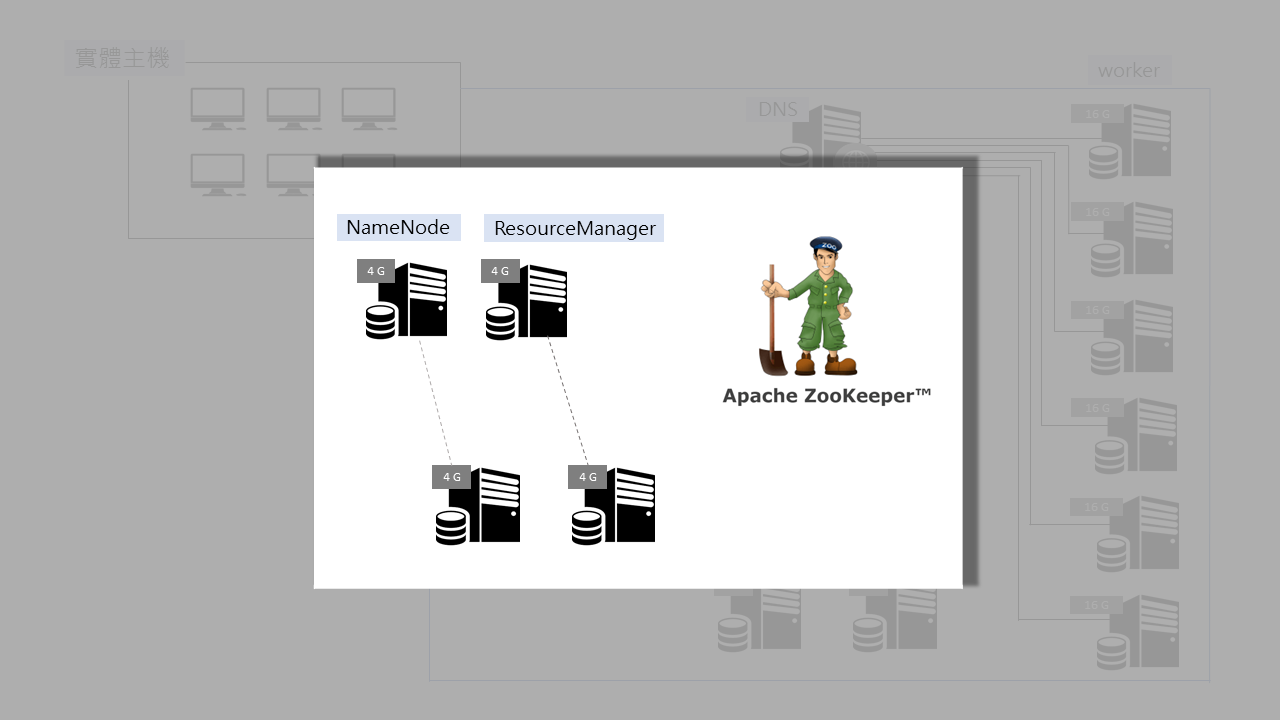 實體主機
worker
DNS
16 G
16 G
16 G
16 G
16 G
16 G
NameNode
ResourceManager
4 G
4 G
ZOO
Apache ZooKeeper™
4 G
4 G